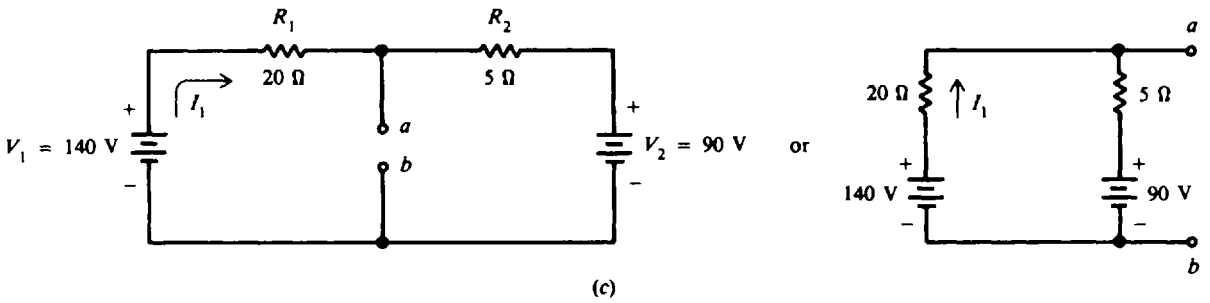 R₁
R₂
20 Ω
5 Ω
I₁
+
+
a
V₁ = 140 V
V₂ = 90 V
b
−
−
or
a
20 Ω
I₁
5 Ω
+
+
140 V
90 V
−
−
b
(c)